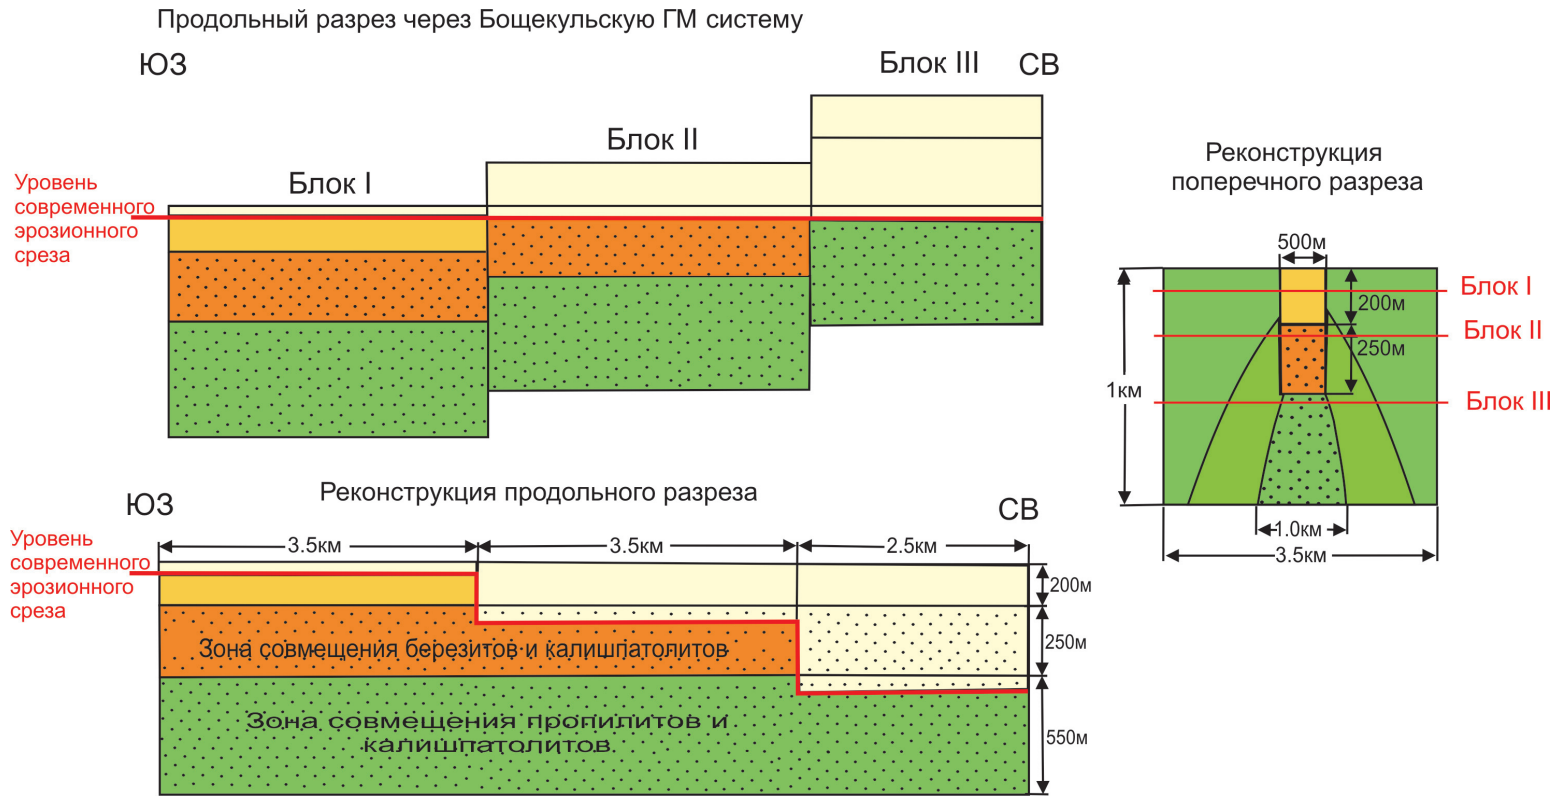 Продольный разрез через Бощекульскую ГМ систему
ЮЗ
Блок III
СВ
Блок II
Блок I
Уровень
современного
эрозионного
среза
Реконструкция
поперечного разреза
500м
200м
250м
1км
Блок I
Блок II
Блок III
1.0км
3.5км
Реконструкция продольного разреза
ЮЗ
СВ
Уровень
современного
эрозионного
среза
3.5км
3.5км
2.5км
200м
250м
550м
Зона совмещения березитов и калишпатолитов
Зона совмещения пропилитов и
калишпатолитов.